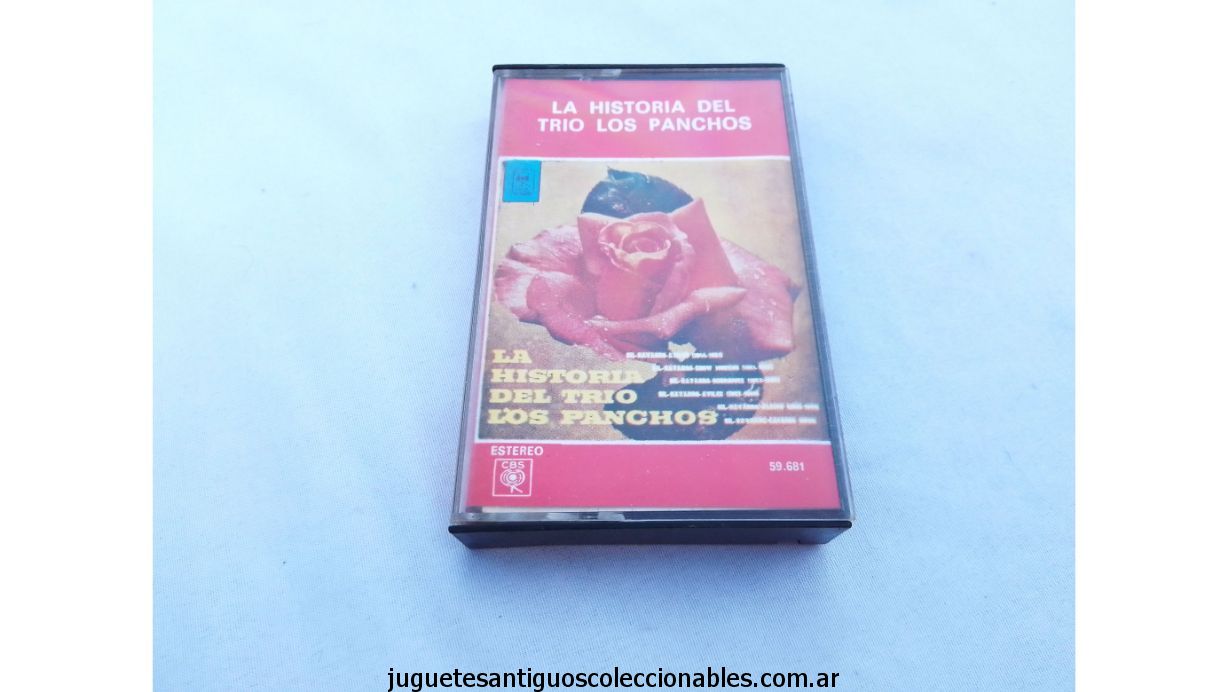 LA HISTORIA DEL
TRIO LOS PANCHOS
LA
HISTORIA
DEL TRIO
LOS PANCHOS
ESTEREO
CBS
59.681
juguetesantiguoscoleccionables.com.ar